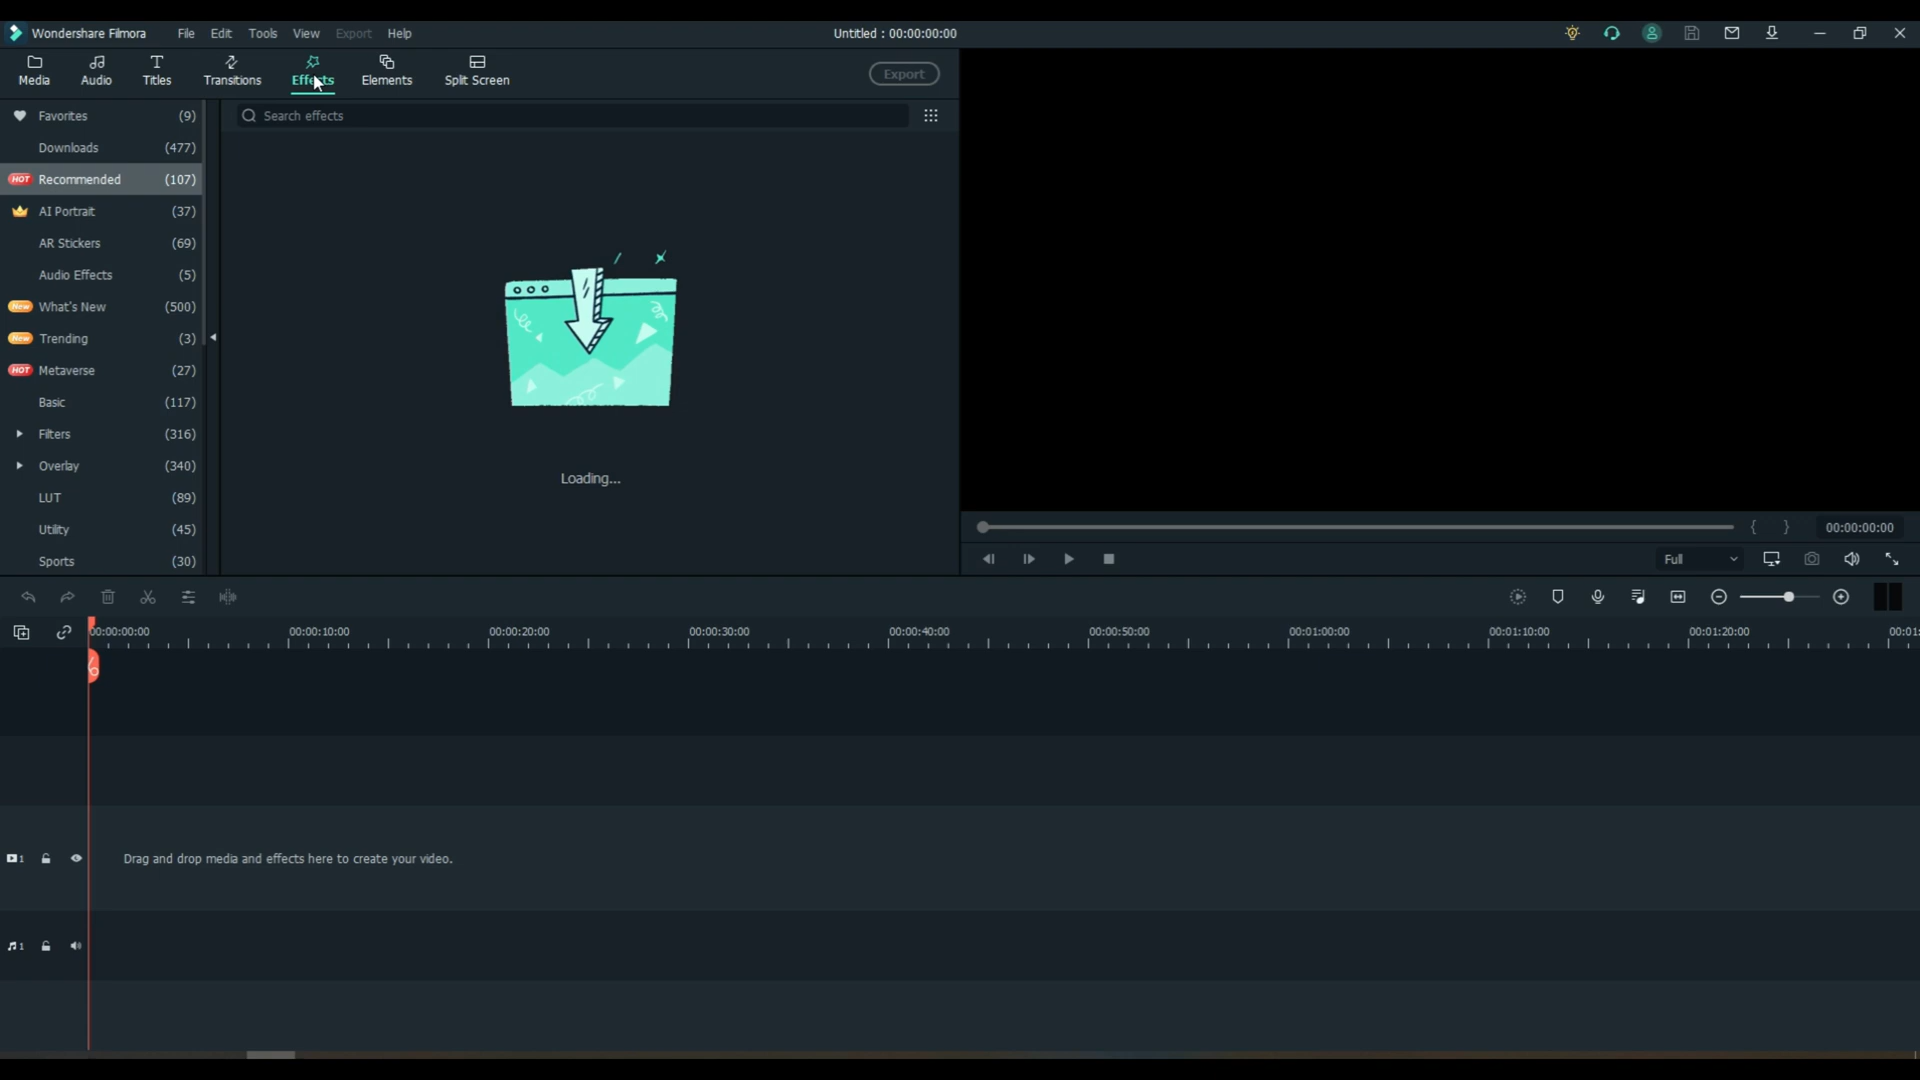 Wondershare Filmora File Edit Tools View Export Help Untitled : 00:00:00:00
Media Audio Titles Transitions Effects Elements Split Screen Export
Favorites (9)
Search effects
Downloads (477)
HOT Recommended (107)
AI Portrait (37)
AR Stickers (69)
Audio Effects (5)
New What's New (500)
New Trending (3)
HOT Metaverse (27)
Basic (117)
Filters (316)
Overlay (340)
LUT (89)
Utility (45)
Sports (30)
Loading...
{ } 00:00:00:00
Full
00:00:00:00 00:00:10:00 00:00:20:00 00:00:30:00 00:00:40:00 00:00:50:00 00:01:00:00 00:01:10:00 00:01:20:00 00:01:
1 Drag and drop media and effects here to create your video.
1